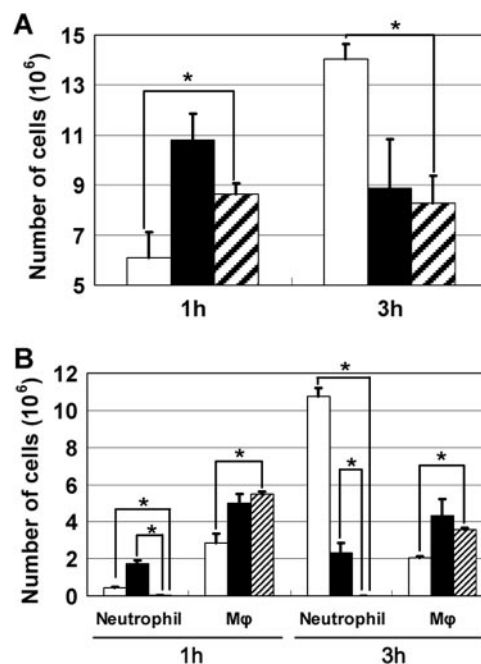 A
Number of cells (10⁶)
15
13
11
9
7
5
*
*
1h
3h
B
Number of cells (10⁶)
12
10
8
6
4
2
0
*
*
*
*
*
*
Neutrophil Mφ Neutrophil Mφ
1h 3h